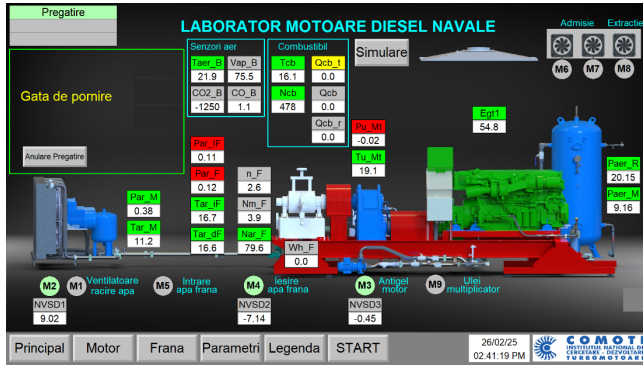 Pregatire
LABORATOR MOTOARE DIESEL NAVALE
Admisie Extractie
M6 M7 M8
Senzori aer
Taer_B Vap_B
21.9 75.5
CO2_B CO_B
-1250 1.1
Combustibil
Tcb Qcb_t
16.1 0.0
Ncb Qcb
478 0.0
Qcb_r
0.0
Simulare
Gata de pornire
Anulare Pregatire
Par_IF
0.11
Par_F
0.12
Tar_iF
16.7
Tar_dF
16.6
n_F
2.6
Nm_F
3.9
Nar_F
79.6
Wh_F
0.0
Pu_Mt
-0.02
Tu_Mt
19.1
Egt1
54.8
Paer_R
20.15
Paer_M
9.16
Par_M
0.38
Tar_M
11.2
M2 M1 Ventilatoare
racire apa
M5 Intrare
apa frana
M4 Iesire
apa frana
M3 Antigel
motor
M9 Ulei
multiplicator
NVSD1
9.02
NVSD2
-7.14
NVSD3
-0.45
Principal Motor Frana Parametri Legenda START
26/02/25
02:41:19 PM
COMOTI
INSTITUTUL NATIONAL DE
CERCETARE - DEZVOLTARE
TURBOMOTOARE